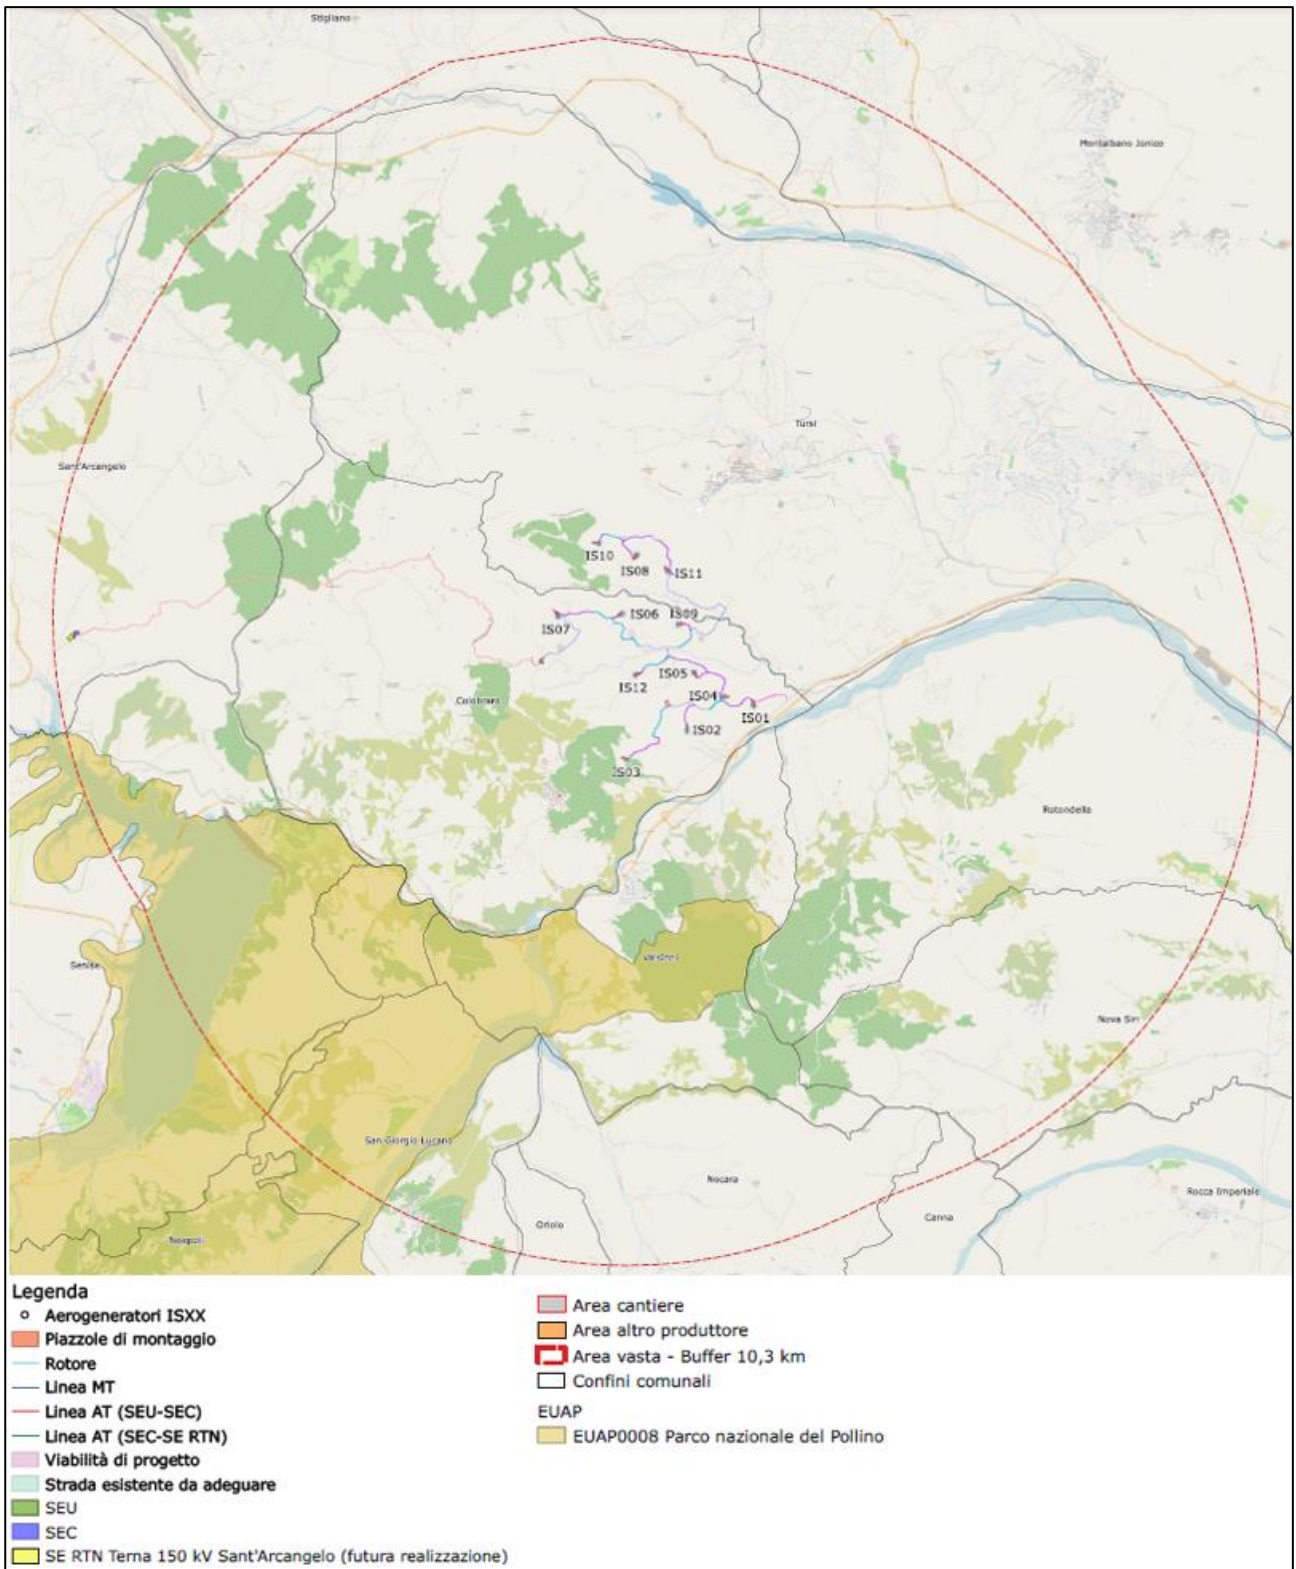 Stigliano
Montalbano Jonico
Tursi
Sant'Arcangelo
IS10
IS08
IS11
IS07
IS06
IS09
IS12
IS05
IS04
IS01
IS02
IS03
Colobraro
Rotondella
Valsinni
Senise
Nova Siri
San Giorgio Lucano
Nocara
Rocca Imperiale
Canna
Oriolo
Noepoli
Legenda
Aerogeneratori ISXX
Piazzole di montaggio
Rotore
Linea MT
Linea AT (SEU-SEC)
Linea AT (SEC-SE RTN)
Viabilità di progetto
Strada esistente da adeguare
SEU
SEC
SE RTN Terna 150 kV Sant'Arcangelo (futura realizzazione)
Area cantiere
Area altro produttore
Area vasta - Buffer 10,3 km
Confini comunali
EUAP
EUAP0008 Parco nazionale del Pollino